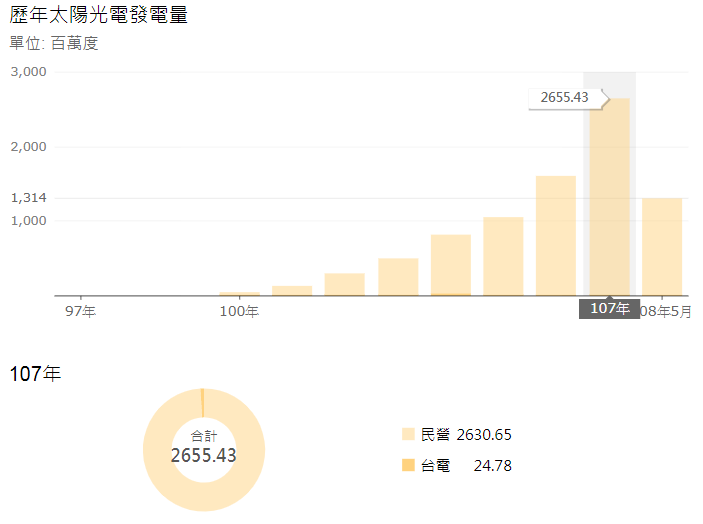 歷年太陽光電發電量
單位: 百萬度
3,000
2655.43
2,000
1,314
1,000
97年 100年 107年 08年5月
107年
合計
2655.43
民營 2630.65
台電 24.78